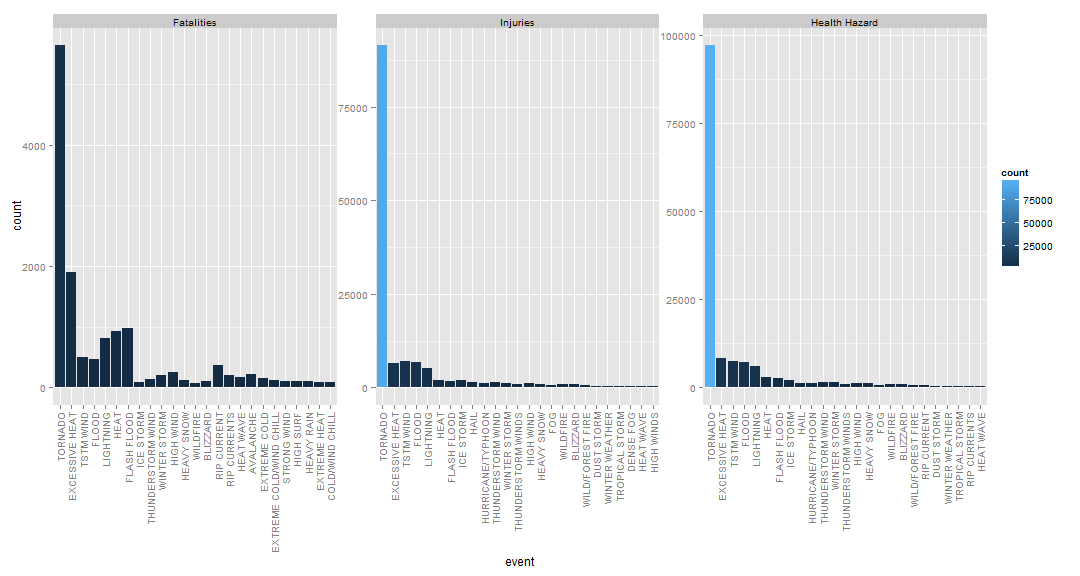 Fatalities
Injuries
Health Hazard
count
4000
2000
0
75000
50000
25000
0
100000
75000
50000
25000
0
TORNADO
EXCESSIVE HEAT
TSTM WIND
FLOOD
LIGHTNING
HEAT
FLASH FLOOD
ICE STORM
THUNDERSTORM WIND
WINTER STORM
HIGH WIND
HEAVY SNOW
WILDFIRE
BLIZZARD
RIP CURRENT
RIP CURRENTS
HEAT WAVE
AVALANCHE
EXTREME COLD
EXTREME COLD/WIND CHILL
STRONG WIND
HIGH SURF
HEAVY RAIN
EXTREME HEAT
COLD/WIND CHILL
TORNADO
EXCESSIVE HEAT
TSTM WIND
FLOOD
LIGHTNING
HEAT
FLASH FLOOD
ICE STORM
HAIL
HURRICANE/TYPHOON
THUNDERSTORM WIND
WINTER STORM
THUNDERSTORM WINDS
HIGH WIND
HEAVY SNOW
FOG
WILDFIRE
BLIZZARD
WILD/FOREST FIRE
DUST STORM
WINTER WEATHER
TROPICAL STORM
DENSE FOG
HEAT WAVE
HIGH WINDS
TORNADO
EXCESSIVE HEAT
TSTM WIND
FLOOD
LIGHTNING
HEAT
FLASH FLOOD
ICE STORM
HAIL
HURRICANE/TYPHOON
THUNDERSTORM WIND
WINTER STORM
THUNDERSTORM WINDS
HIGH WIND
HEAVY SNOW
FOG
WILDFIRE
BLIZZARD
WILD/FOREST FIRE
RIP CURRENT
DUST STORM
WINTER WEATHER
TROPICAL STORM
RIP CURRENTS
HEAT WAVE
event
count
75000
50000
25000